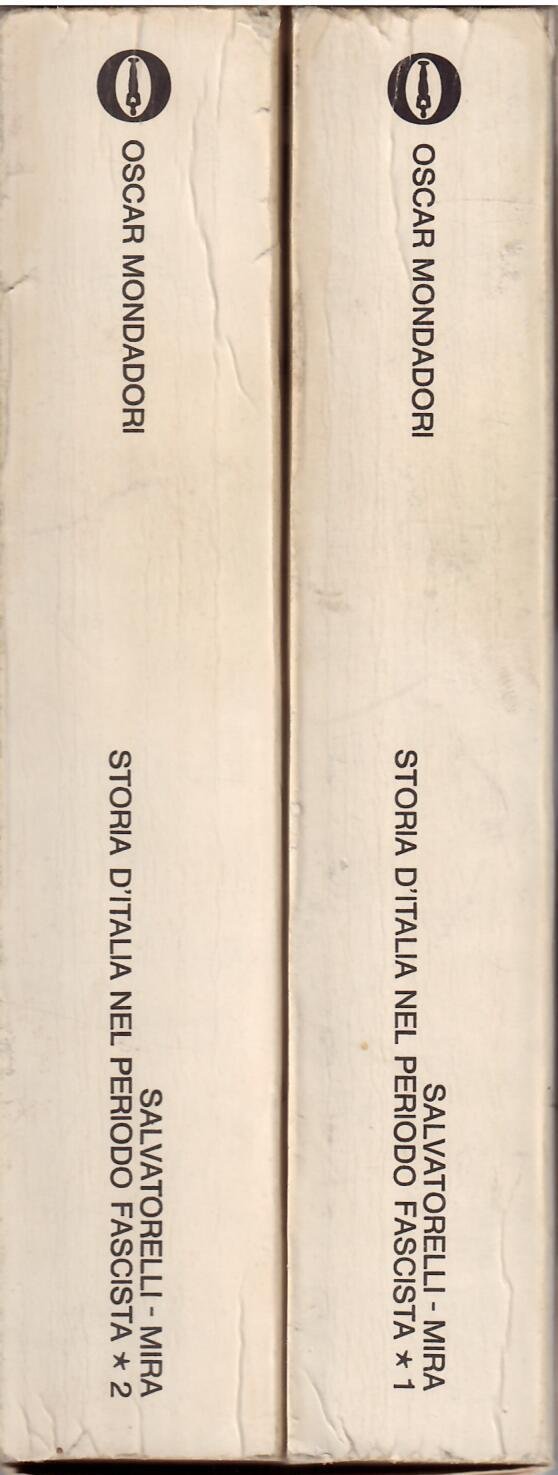 OSCAR MONDADORI
SALVATORELLI - MIRA
STORIA D'ITALIA NEL PERIODO FASCISTA * 2
OSCAR MONDADORI
SALVATORELLI - MIRA
STORIA D'ITALIA NEL PERIODO FASCISTA * 1